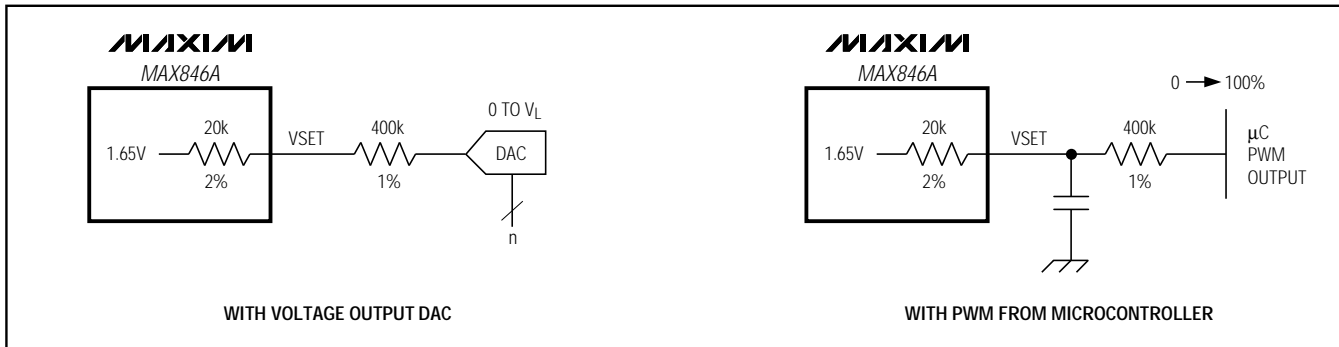 MAXIM
MAX846A
1.65V
20k
2%
VSET
400k
1%
0 TO VL
DAC
n
WITH VOLTAGE OUTPUT DAC
MAXIM
MAX846A
1.65V
20k
2%
VSET
400k
1%
0 → 100%
µC
PWM
OUTPUT
WITH PWM FROM MICROCONTROLLER